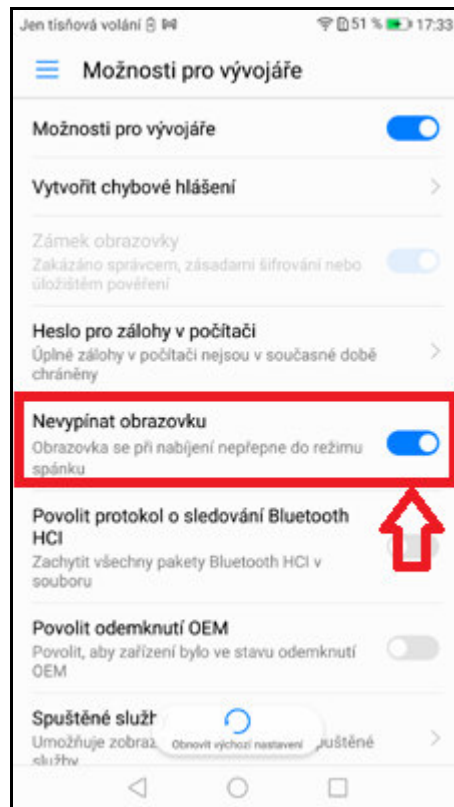 Jen tísňová volání 51 % 17:33
Možnosti pro vývojáře
Možnosti pro vývojáře
Vytvořit chybové hlášení
Zámek obrazovky
Zakázáno správcem, zásadami šifrování nebo
úložištěm pověření
Heslo pro zálohy v počítači
Úplné zálohy v počítači nejsou v současné době
chráněny
Nevypínat obrazovku
Obrazovka se při nabíjení nepřepne do režimu
spánku
Povolit protokol o sledování Bluetooth
HCI
Zachytit všechny pakety Bluetooth HCI v
souboru
Povolit odemknutí OEM
Povolit, aby zařízení bylo ve stavu odemknutí
OEM
Spuštěné služ
Umožňuje zobraz puštěné
Obnovit výchozí nastavení
služby